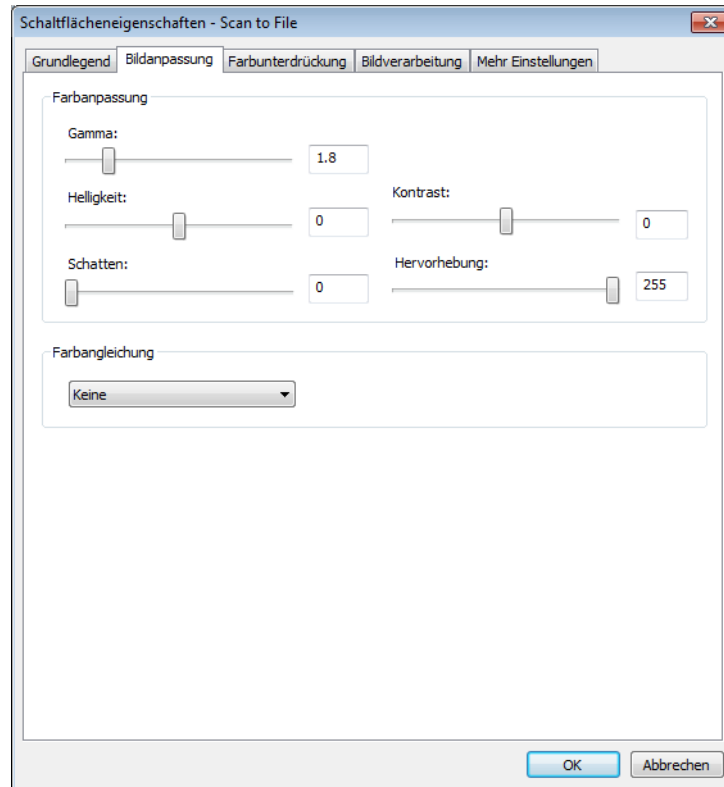 Schaltflächeneigenschaften - Scan to File
Grundlegend Bildanpassung Farbunterdrückung Bildverarbeitung Mehr Einstellungen
Farbanpassung
Gamma:
1.8
Helligkeit:
0
Kontrast:
0
Schatten:
0
Hervorhebung:
255
Farbangleichung
Keine
OK Abbrechen